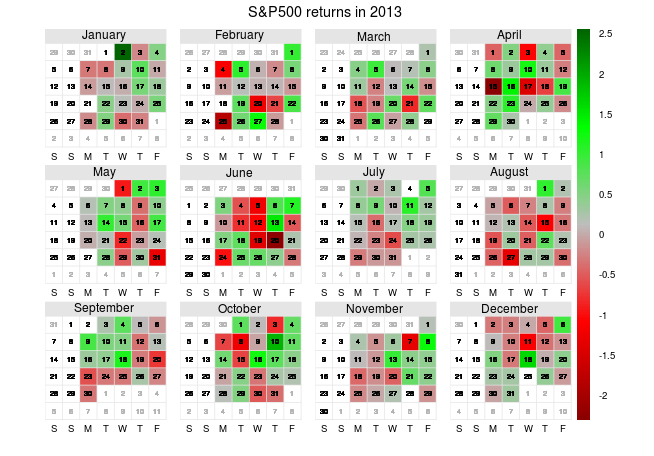 S&P500 returns in 2013
January
29 30 31 1 2 3 4
5 6 7 8 9 10 11
12 13 14 15 16 17 18
19 20 21 22 23 24 25
26 27 28 29 30 31 1
2 3 4 5 6 7 8
S S M T W T F
February
26 27 28 29 30 31 1
2 3 4 5 6 7 8
9 10 11 12 13 14 15
16 17 18 19 20 21 22
23 24 25 26 27 28 1
2 3 4 5 6 7 8
S S M T W T F
March
23 24 25 26 27 28 1
2 3 4 5 6 7 8
9 10 11 12 13 14 15
16 17 18 19 20 21 22
23 24 25 26 27 28 29
30 31 1 2 3 4 5
S S M T W T F
April
30 31 1 2 3 4 5
6 7 8 9 10 11 12
13 14 15 16 17 18 19
20 21 22 23 24 25 26
27 28 29 30 1 2 3
4 5 6 7 8 9 10
S S M T W T F
May
27 28 29 30 1 2 3
4 5 6 7 8 9 10
11 12 13 14 15 16 17
18 19 20 21 22 23 24
25 26 27 28 29 30 31
1 2 3 4 5 6 7
S S M T W T F
June
25 26 27 28 29 30 31
1 2 3 4 5 6 7
8 9 10 11 12 13 14
15 16 17 18 19 20 21
22 23 24 25 26 27 28
29 30 1 2 3 4 5
S S M T W T F
July
29 30 1 2 3 4 5
6 7 8 9 10 11 12
13 14 15 16 17 18 19
20 21 22 23 24 25 26
27 28 29 30 31 1 2
3 4 5 6 7 8 9
S S M T W T F
August
27 28 29 30 31 1 2
3 4 5 6 7 8 9
10 11 12 13 14 15 16
17 18 19 20 21 22 23
24 25 26 27 28 29 30
31 1 2 3 4 5 6
S S M T W T F
September
31 1 2 3 4 5 6
7 8 9 10 11 12 13
14 15 16 17 18 19 20
21 22 23 24 25 26 27
28 29 30 1 2 3 4
5 6 7 8 9 10 11
S S M T W T F
October
28 29 30 1 2 3 4
5 6 7 8 9 10 11
12 13 14 15 16 17 18
19 20 21 22 23 24 25
26 27 28 29 30 31 1
2 3 4 5 6 7 8
S S M T W T F
November
26 27 28 29 30 31 1
2 3 4 5 6 7 8
9 10 11 12 13 14 15
16 17 18 19 20 21 22
23 24 25 26 27 28 29
30 1 2 3 4 5 6
S S M T W T F
December
30 1 2 3 4 5 6
7 8 9 10 11 12 13
14 15 16 17 18 19 20
21 22 23 24 25 26 27
28 29 30 31 1 2 3
4 5 6 7 8 9 10
S S M T W T F
2.5
2
1.5
1
0.5
0
-0.5
-1
-1.5
-2